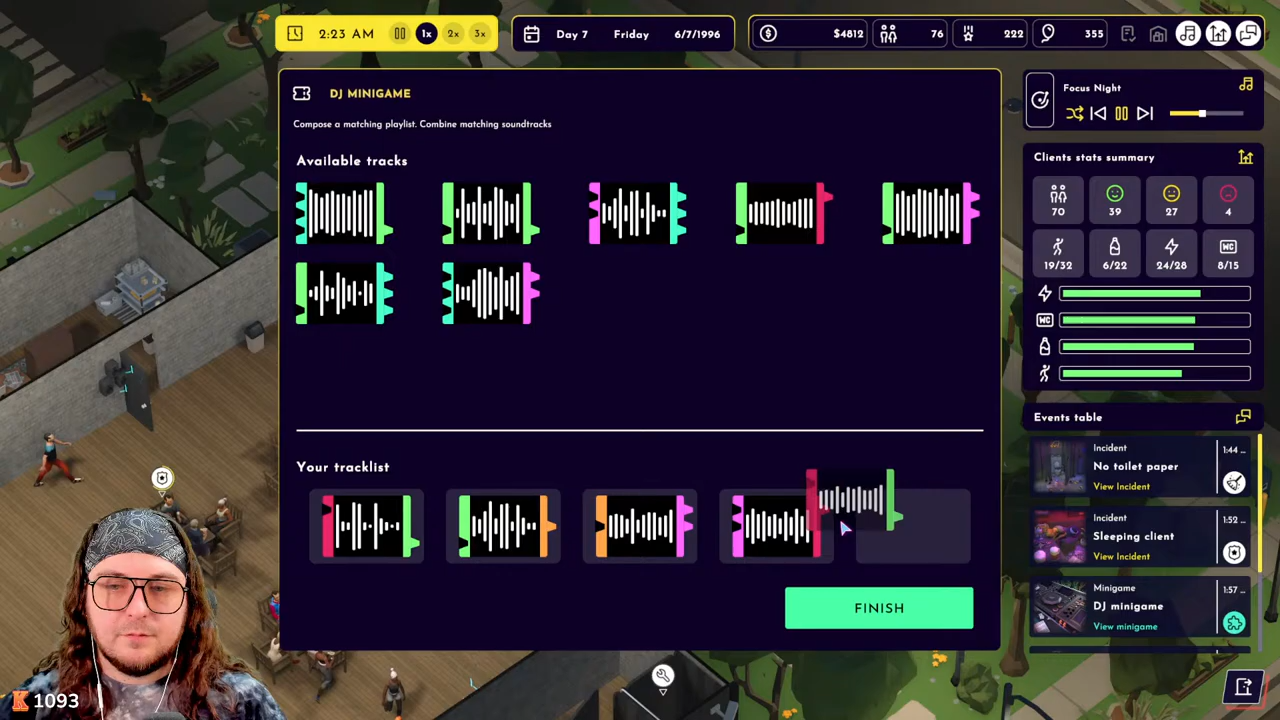 2:23 AM
1x
2x
3x
Day 7
Friday
6/7/1996
$4812
76
222
355
DJ MINIGAME
Compose a matching playlist. Combine matching soundtracks
Available tracks
Your tracklist
FINISH
Focus Night
Clients stats summary
70
39
27
4
19/32
6/22
24/28
WC
8/15
WC
Events table
Incident
1:44 ...
No toilet paper
View Incident
Incident
1:52 ...
Sleeping client
View Incident
Minigame
1:57 ...
DJ minigame
View minigame
K 1093